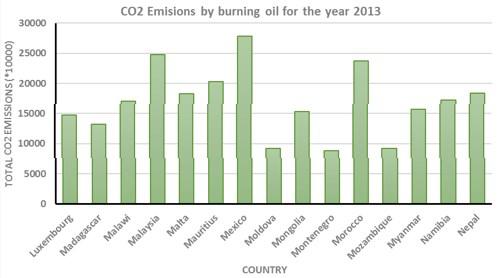 CO2 Emisions by burning oil for the year 2013
TOTAL CO2 EMISSIONS (*10000)
30000
25000
20000
15000
10000
5000
0
Luxembourg
Madagascar
Malawi
Malaysia
Malta
Mauritius
Mexico
Moldova
Mongolia
Montenegro
Morocco
Mozambique
Myanmar
Namibia
Nepal
COUNTRY